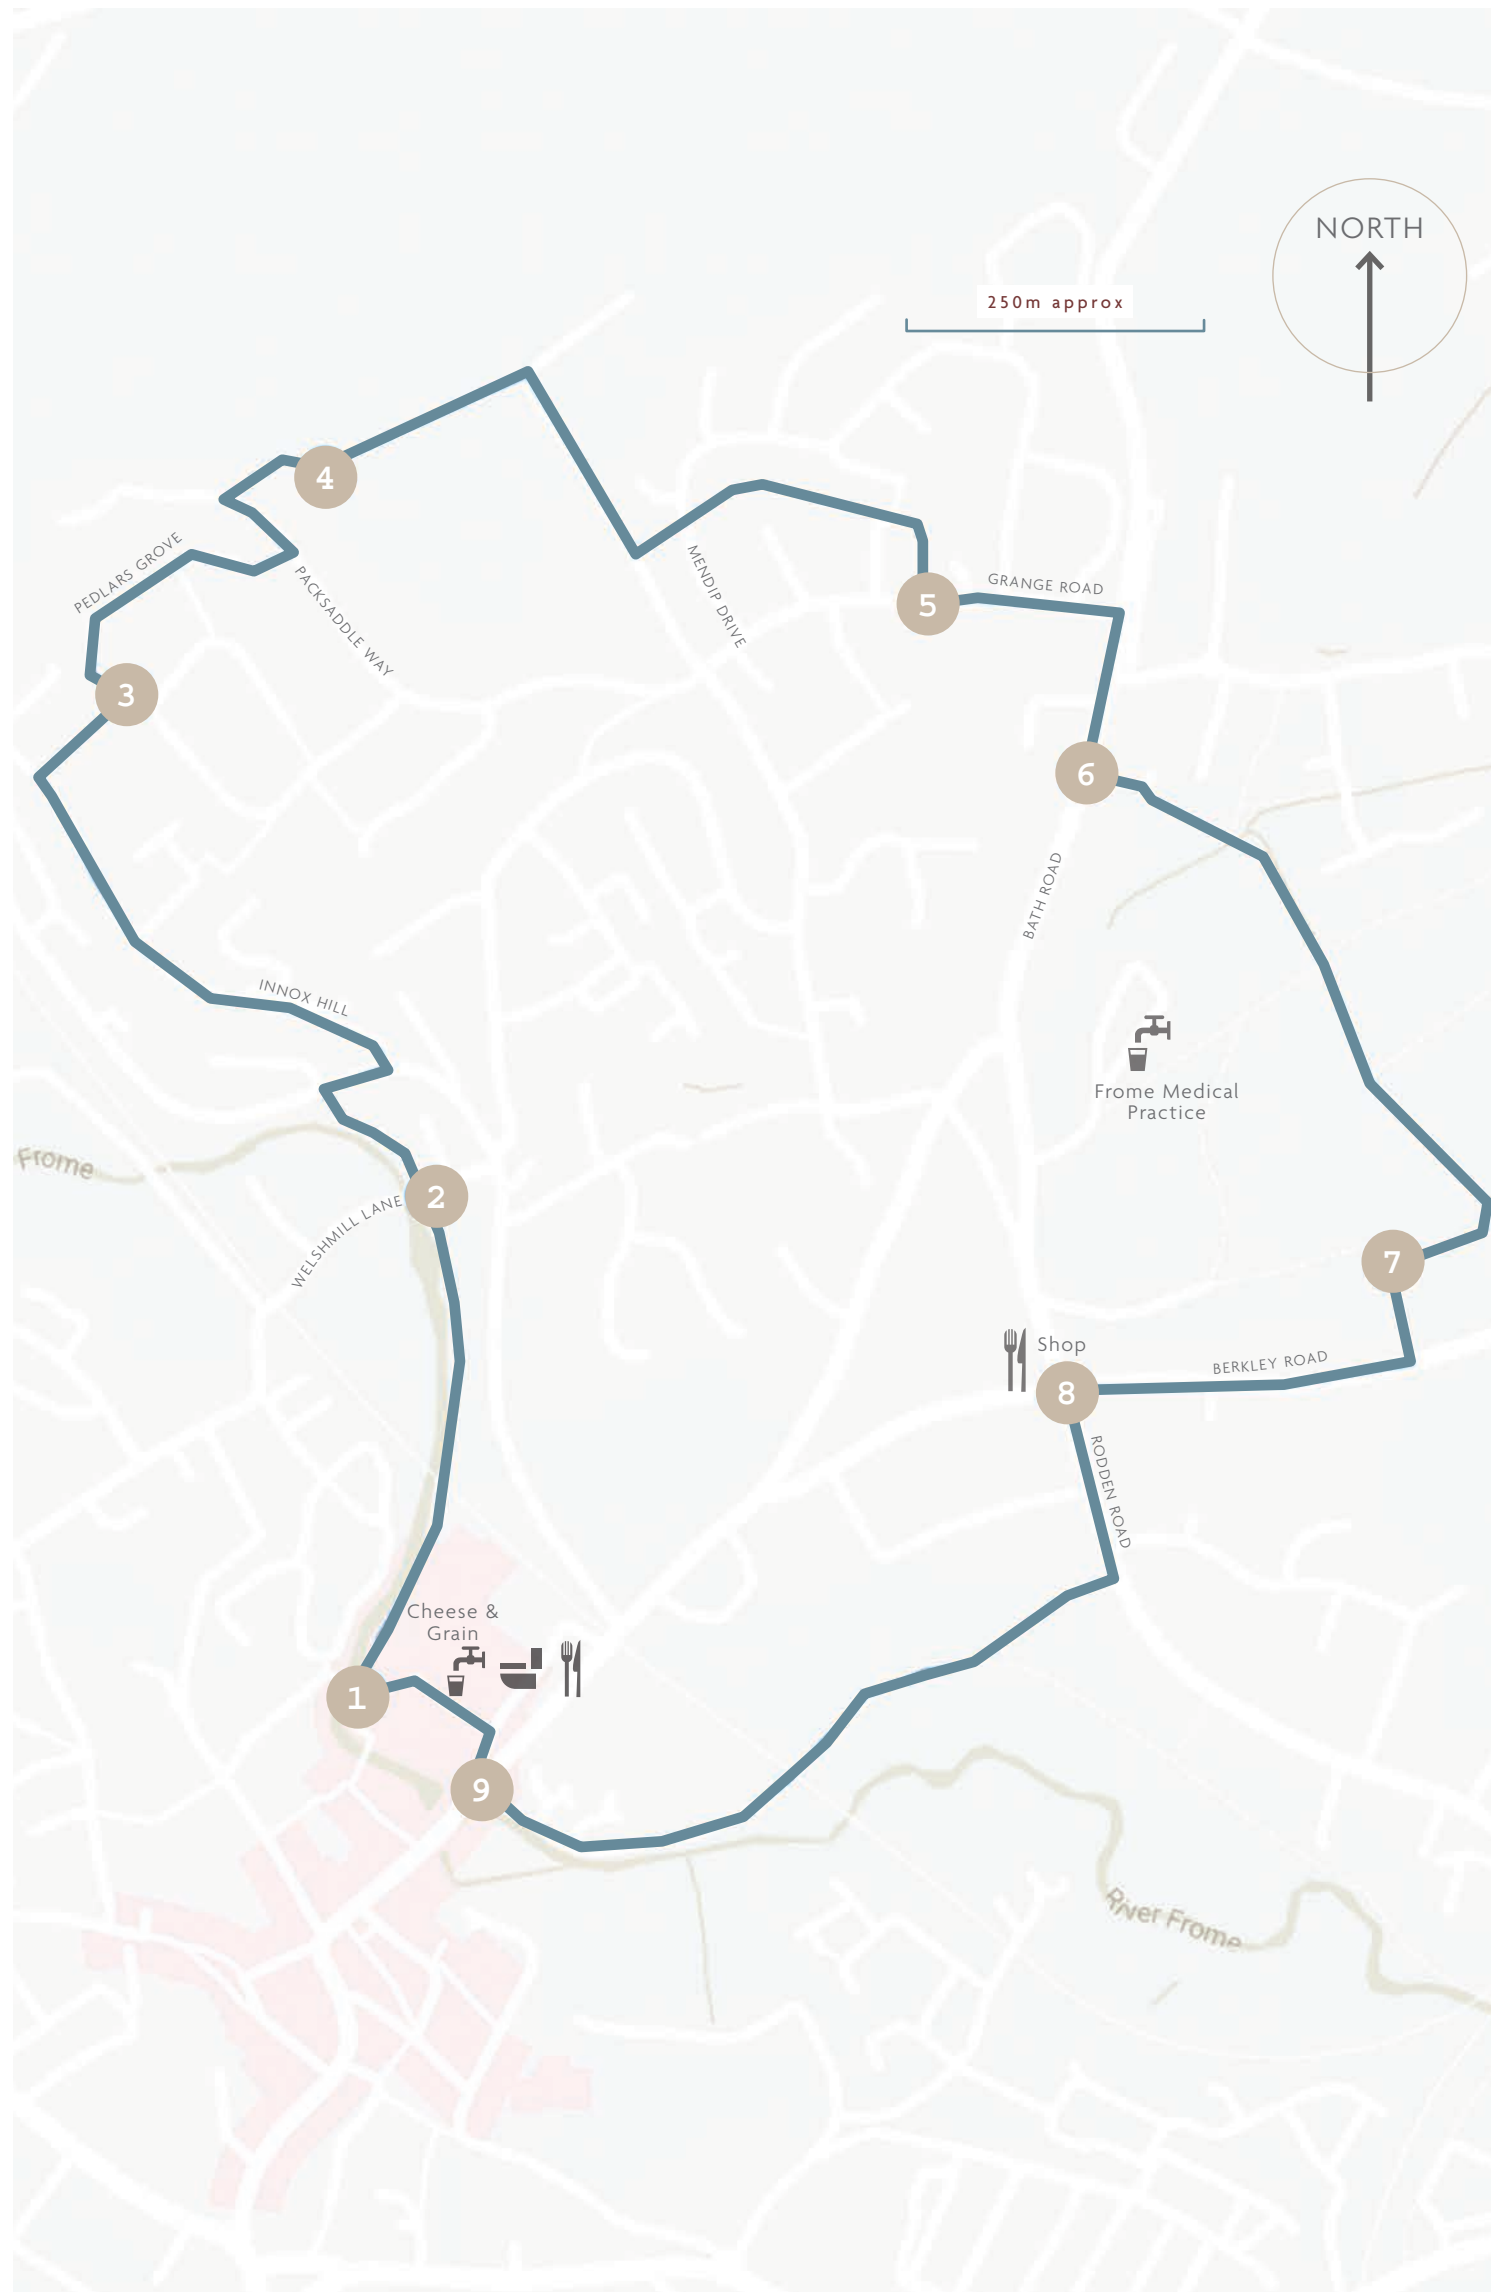 NORTH
250m approx
4
PEDLARS GROVE
PACKSADDLE WAY
MENDIP DRIVE
GRANGE ROAD
5
3
6
BATH ROAD
INNOX HILL
Frome Medical
Practice
Frome
2
WELSHMILL LANE
7
Shop
BERKLEY ROAD
8
RODDEN ROAD
Cheese &
Grain
1
9
River Frome